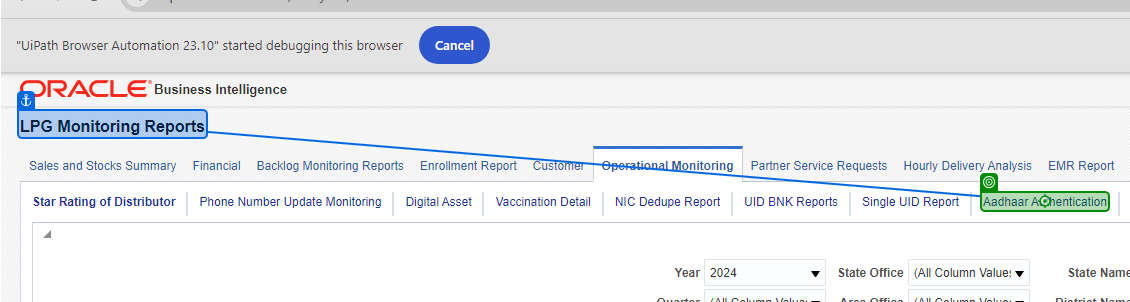 "UiPath Browser Automation 23.10" started debugging this browser Cancel
ORACLE Business Intelligence
LPG Monitoring Reports
Sales and Stocks Summary Financial Backlog Monitoring Reports Enrollment Report Customer Operational Monitoring Partner Service Requests Hourly Delivery Analysis EMR Report
Star Rating of Distributor Phone Number Update Monitoring Digital Asset Vaccination Detail NIC Dedupe Report UID BNK Reports Single UID Report Aadhaar Authentication
Year 2024 State Office (All Column Values State Name
Quarter (All Column Values Area Office (All Column Values District Name